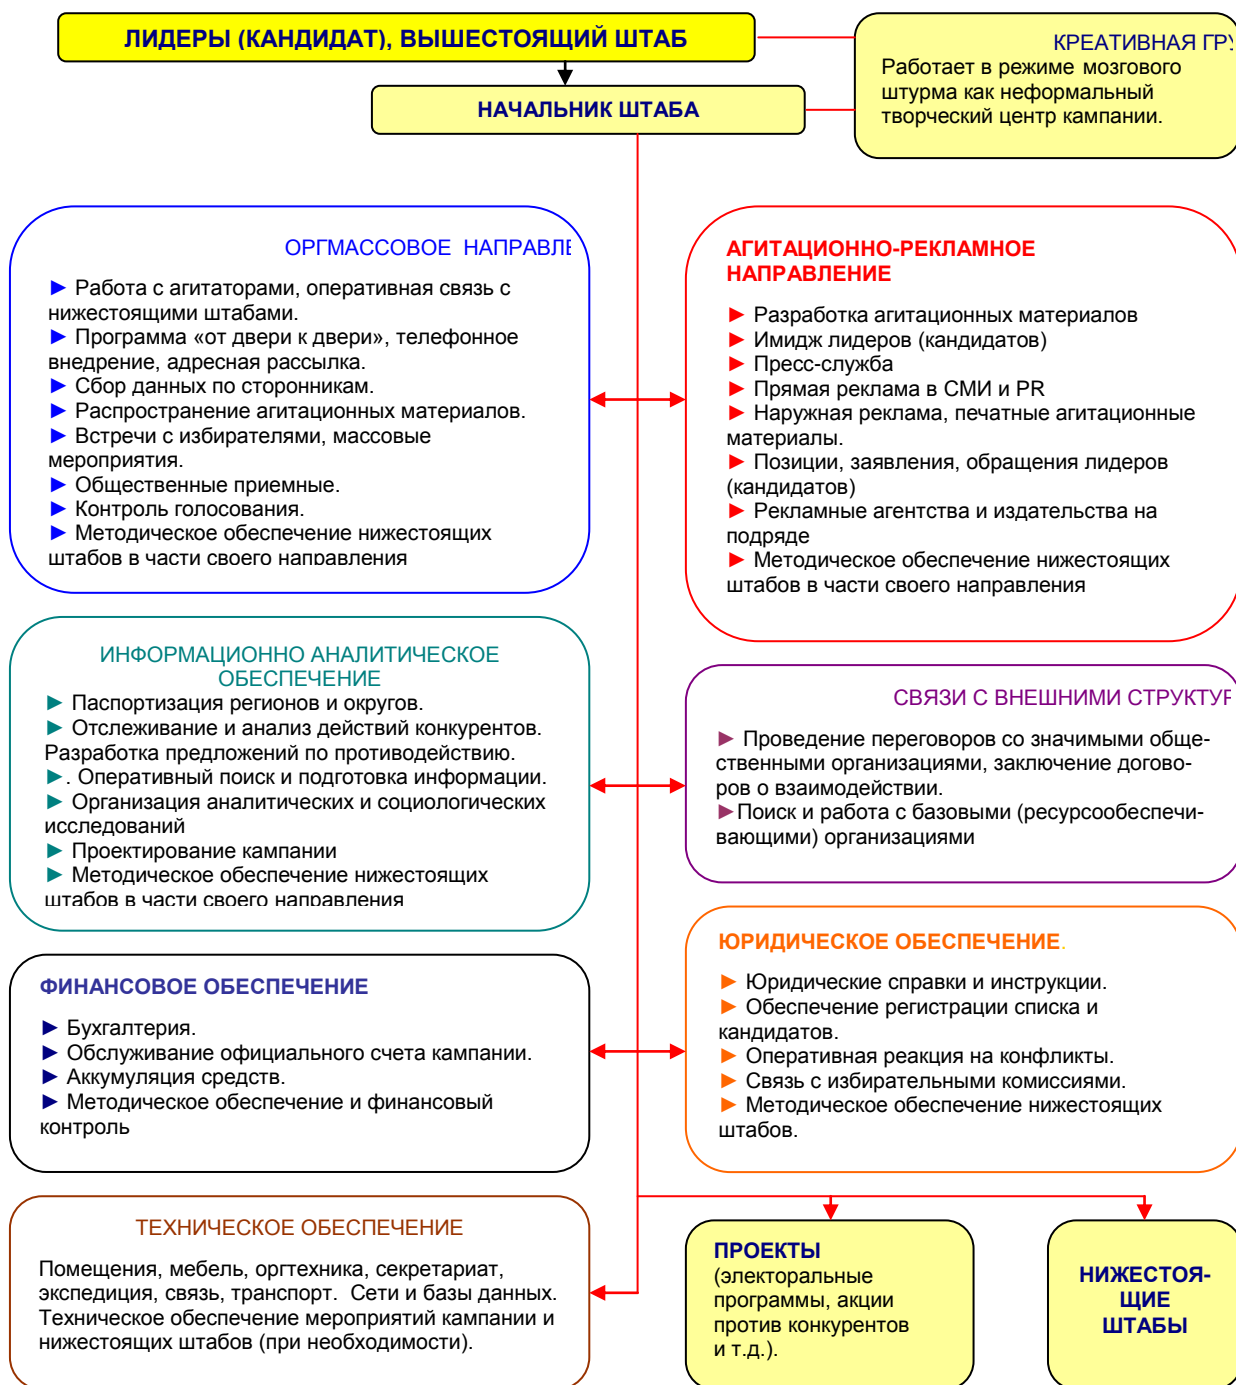 ЛИДЕРЫ (КАНДИДАТ), ВЫШЕСТОЯЩИЙ ШТАБ
НАЧАЛЬНИК ШТАБА
КРЕАТИВНАЯ
Работает в режиме мозгового
штурма как неформальный
творческий центр кампании.
ОРГМАССОВОЕ НАПРАВЛЕ
► Работа с агитаторами, оперативная связь с
нижестоящими штабами.
► Программа «от двери к двери», телефонное
внедрение, адресная рассылка.
► Сбор данных по сторонникам.
► Распространение агитационных материалов.
► Встречи с избирателями, массовые
мероприятия.
► Общественные приемные.
► Контроль голосования.
► Методическое обеспечение нижестоящих
штабов в части своего направления
АГИТАЦИОННО-РЕКЛАМНОЕ
НАПРАВЛЕНИЕ
► Разработка агитационных материалов
► Имидж лидеров (кандидатов)
► Пресс-служба
► Прямая реклама в СМИ и PR
► Наружная реклама, печатные агитационные
материалы.
► Позиции, заявления, обращения лидеров
(кандидатов)
► Рекламные агентства и издательства на
подряде
► Методическое обеспечение нижестоящих
штабов в части своего направления
ИНФОРМАЦИОННО АНАЛИТИЧЕСКОЕ
ОБЕСПЕЧЕНИЕ
► Паспортизация регионов и округов.
► Отслеживание и анализ действий конкурентов.
Разработка предложений по противодействию.
►. Оперативный поиск и подготовка информации.
► Организация аналитических и социологических
исследований
► Проектирование кампании
► Методическое обеспечение нижестоящих
штабов в части своего направления
СВЯЗИ С ВНЕШНИМИ СТРУКТУР
► Проведение переговоров со значимыми обще-
ственными организациями, заключение догово-
ров о взаимодействии.
►Поиск и работа с базовыми (ресурсообеспечи-
вающими) организациями
ФИНАНСОВОЕ ОБЕСПЕЧЕНИЕ
► Бухгалтерия.
► Обслуживание официального счета кампании.
► Аккумуляция средств.
► Методическое обеспечение и финансовый
контроль
ЮРИДИЧЕСКОЕ ОБЕСПЕЧЕНИЕ.
► Юридические справки и инструкции.
► Обеспечение регистрации списка и
кандидатов.
► Оперативная реакция на конфликты.
► Связь с избирательными комиссиями.
► Методическое обеспечение нижестоящих
штабов.
ТЕХНИЧЕСКОЕ ОБЕСПЕЧЕНИЕ
Помещения, мебель, оргтехника, секретариат,
экспедиция, связь, транспорт. Сети и базы данных.
Техническое обеспечение мероприятий кампании и
нижестоящих штабов (при необходимости).
ПРОЕКТЫ
(электоральные
программы, акции
против конкурентов
и т.д.).
НИЖЕСТОЯ-
ЩИЕ
ШТАБЫ